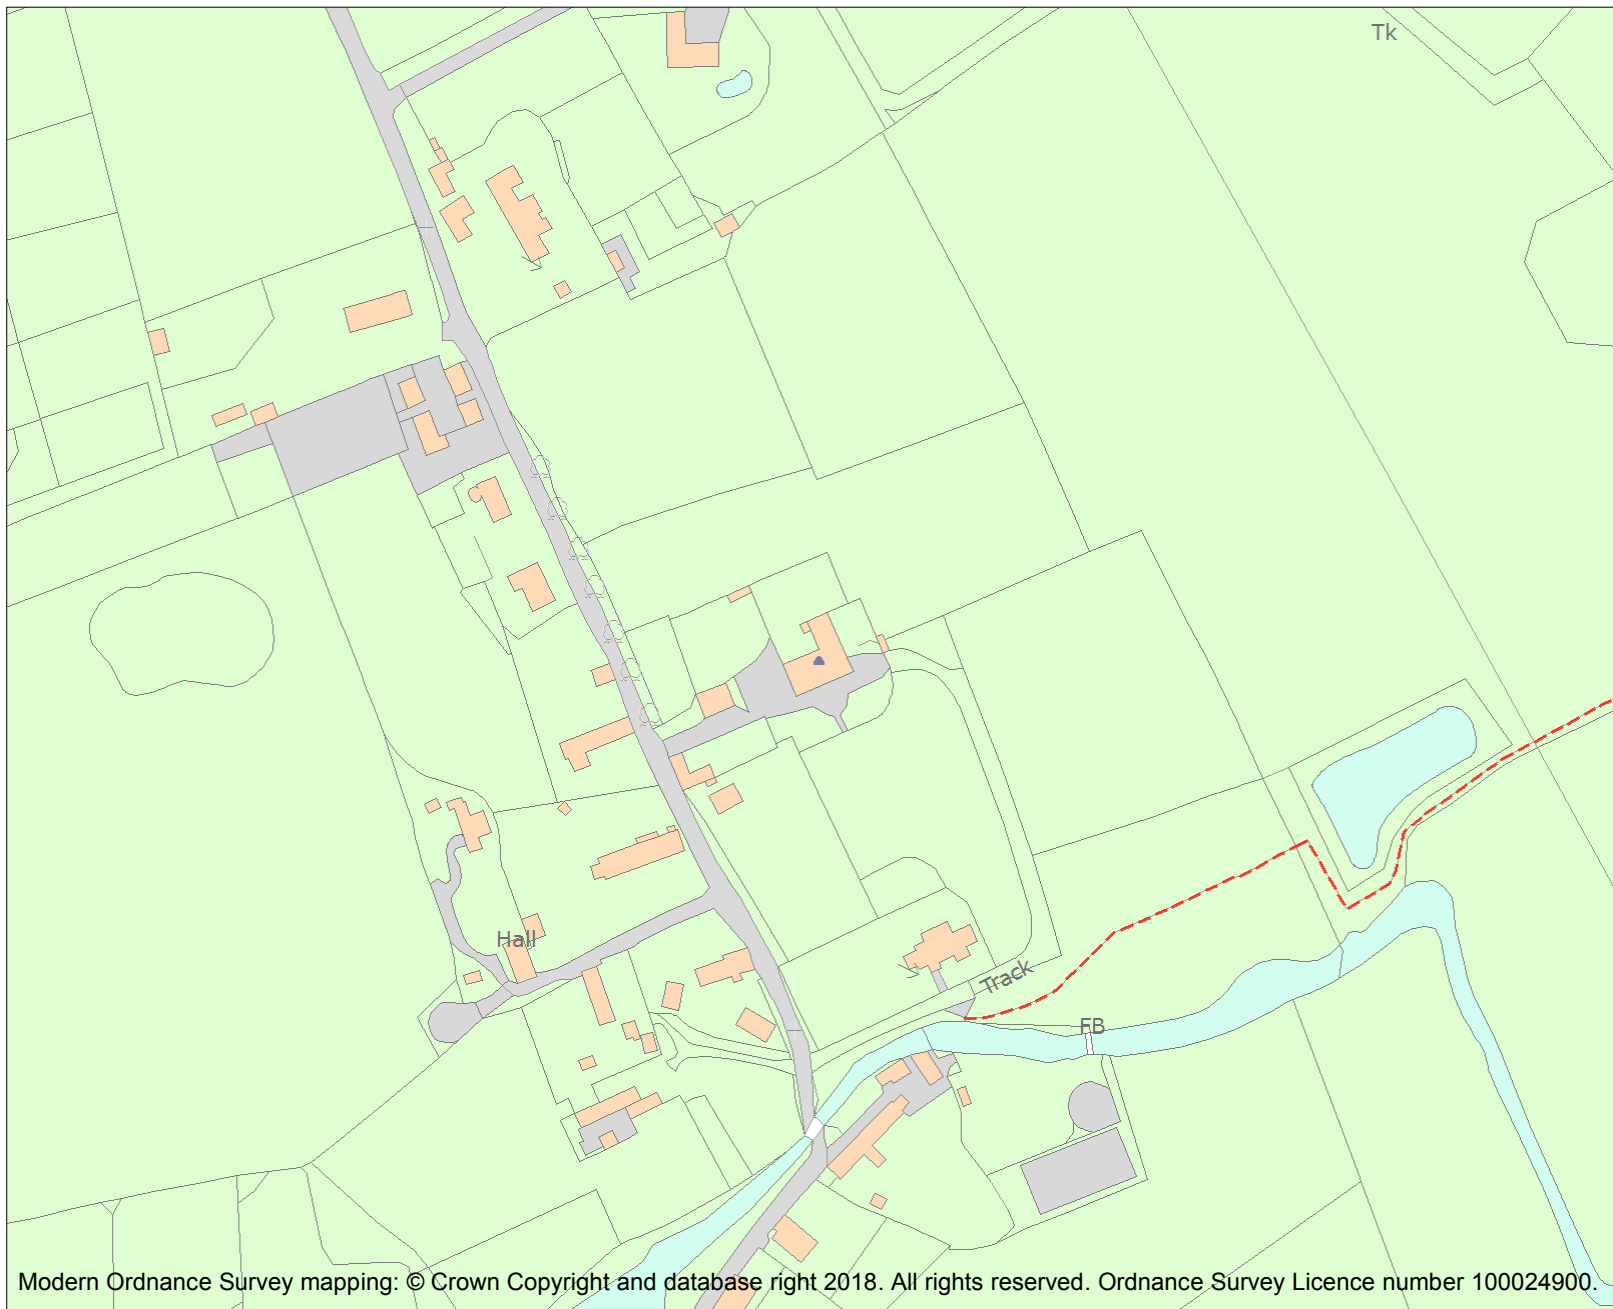 Tk
Hall
Track
FB
Modern Ordnance Survey mapping: © Crown Copyright and database right 2018. All rights reserved. Ordnance Survey Licence number 100024900.